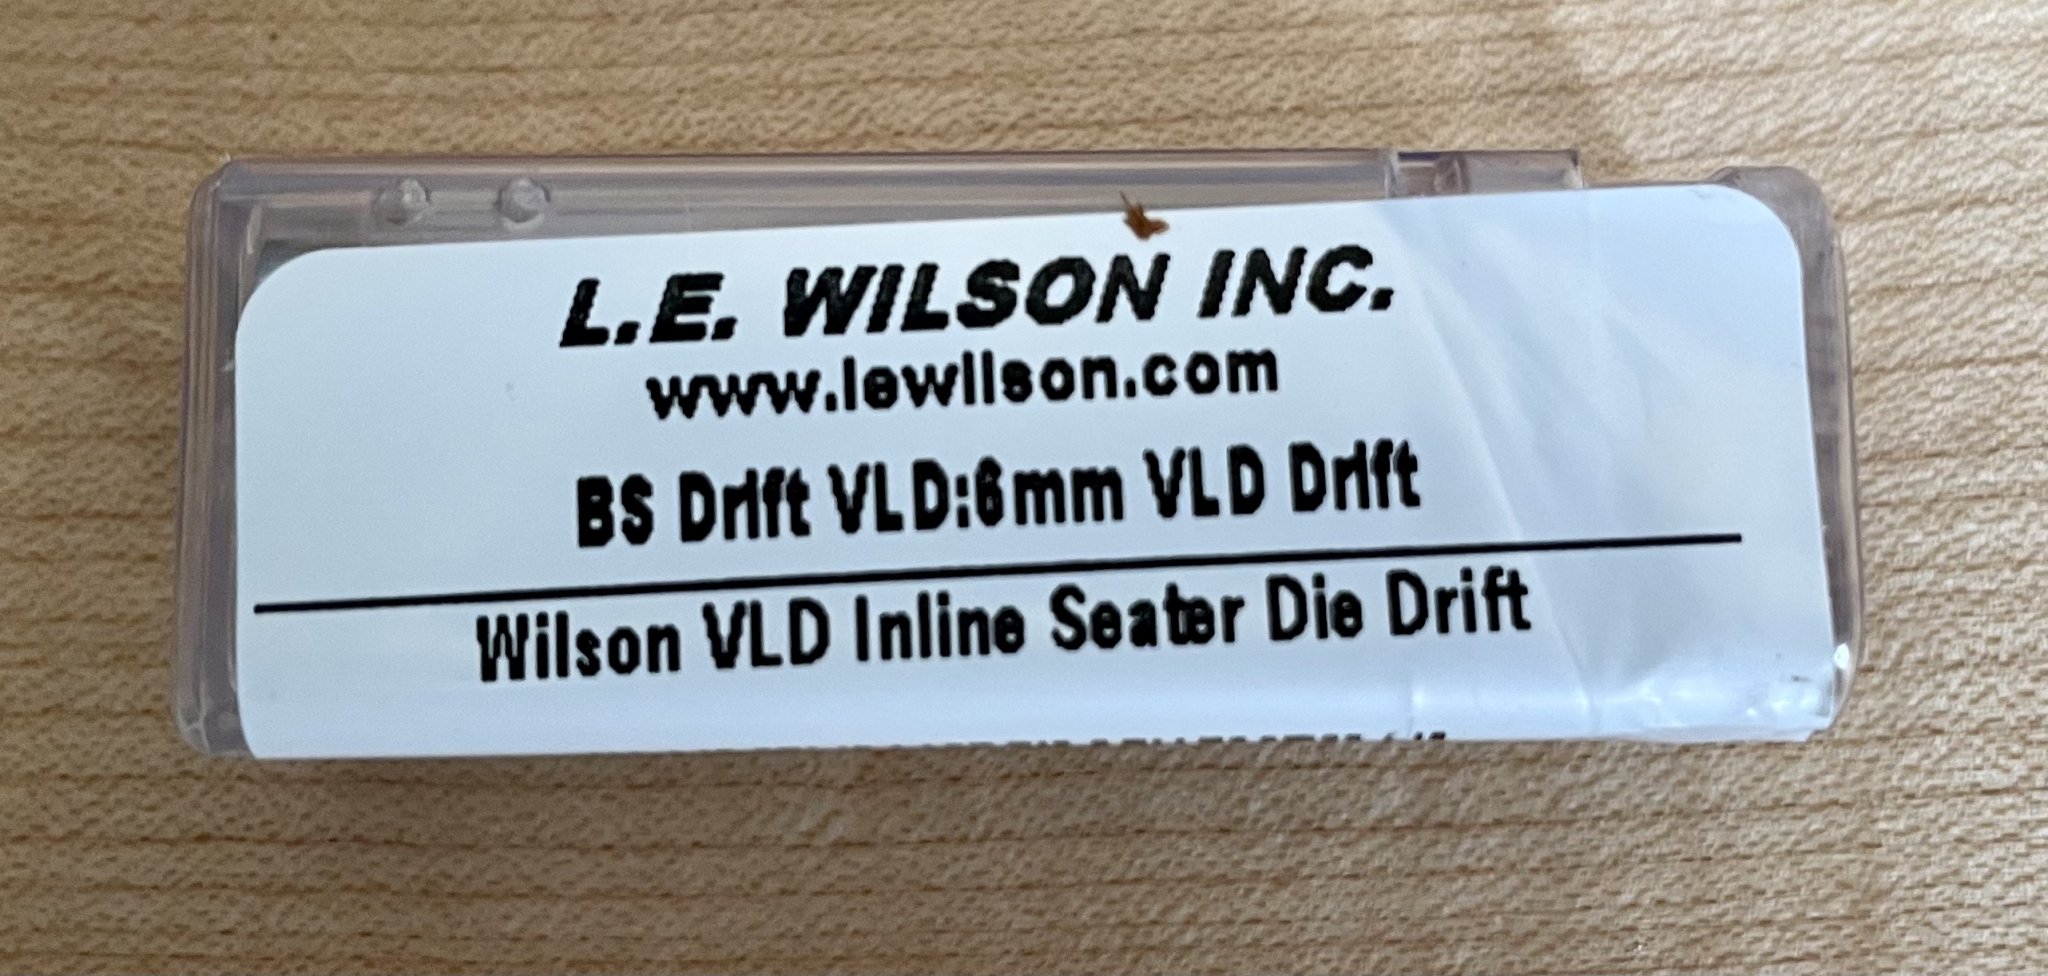 L.E. WILSON INC.
www.lewilson.com
BS Drift VLD:6mm VLD Drift
Wilson VLD Inline Seater Die Drift